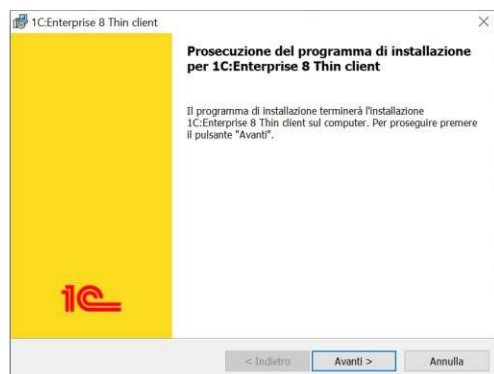 1C:Enterprise 8 Thin client
Prosecuzione del programma di installazione
per 1C:Enterprise 8 Thin client
Il programma di installazione terminerà l'installazione
1C:Enterprise 8 Thin client sul computer. Per proseguire premere
il pulsante "Avanti".
1C
< Indietro
Avanti >
Annulla